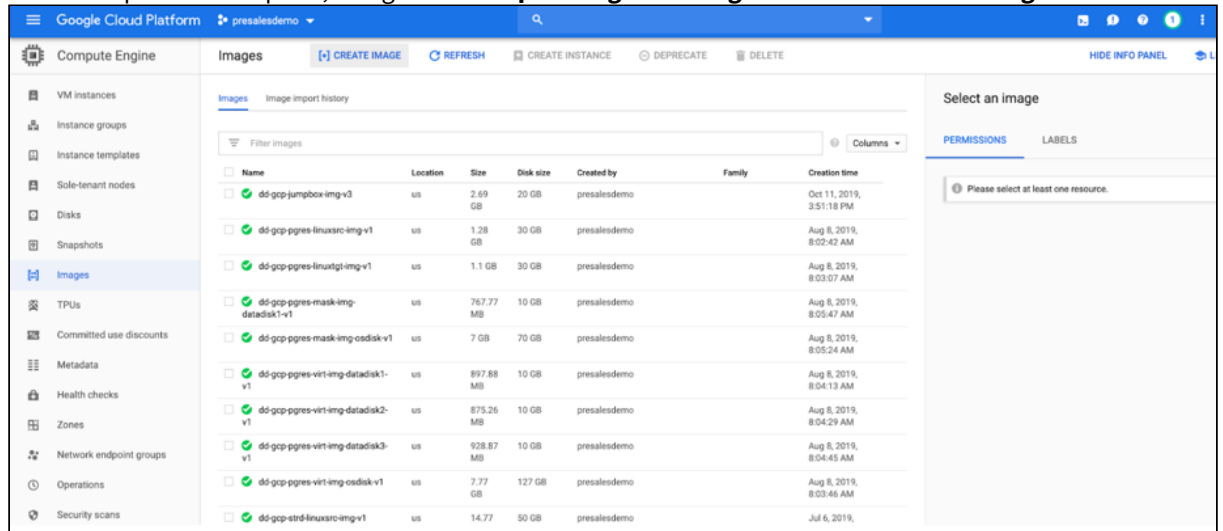 Google Cloud Platform presalesdemo 1
Compute Engine Images CREATE IMAGE REFRESH CREATE INSTANCE DEPRECATE DELETE HIDE INFO PANEL
VM instances
Instance groups
Instance templates
Sole-tenant nodes
Disks
Snapshots
Images
TPUs
Committed use discounts
Metadata
Health checks
Zones
Network endpoint groups
Operations
Security scans
Images Image import history
Filter images Columns
Name Location Size Disk size Created by Family Creation time
dd-gcp-jumpbox-img-v3 us 2.69 20 GB presalesdemo Oct 11, 2019,
GB 3:51:18 PM
dd-gcp-pgres-linuxsrc-img-v1 us 1.28 30 GB presalesdemo Aug 8, 2019,
GB 8:02:42 AM
dd-gcp-pgres-linuxtgt-img-v1 us 1.1 GB 30 GB presalesdemo Aug 8, 2019,
8:03:07 AM
dd-gcp-pgres-mask-img- us 767.77 10 GB presalesdemo Aug 8, 2019,
datadisk1-v1 MB 8:05:47 AM
dd-gcp-pgres-mask-img-osdisk-v1 us 7 GB 70 GB presalesdemo Aug 8, 2019,
8:05:24 AM
dd-gcp-pgres-virt-img-datadisk1- us 897.88 10 GB presalesdemo Aug 8, 2019,
v1 MB 8:04:13 AM
dd-gcp-pgres-virt-img-datadisk2- us 875.26 10 GB presalesdemo Aug 8, 2019,
v1 MB 8:04:29 AM
dd-gcp-pgres-virt-img-datadisk3- us 928.87 10 GB presalesdemo Aug 8, 2019,
v1 MB 8:04:45 AM
dd-gcp-pgres-virt-img-osdisk-v1 us 7.77 127 GB presalesdemo Aug 8, 2019,
GB 8:03:46 AM
dd-gcp-strd-linuxsrc-img-v1 us 14.77 50 GB presalesdemo Jul 6, 2019,
Select an image
PERMISSIONS LABELS
Please select at least one resource.